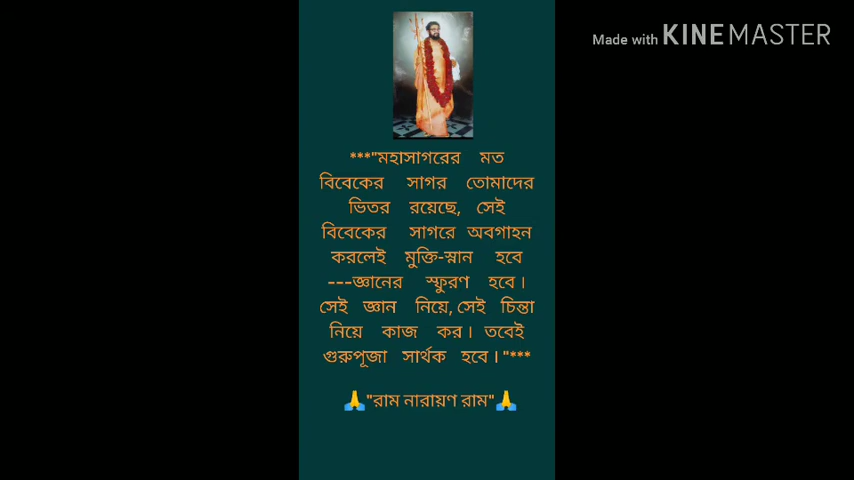 Made with KINEMASTER
***"মহাসাগরের মত
বিবেকের সাগর তোমাদের
ভিতর রয়েছে, সেই
বিবেকের সাগরে অবগাহন
করলেই মুক্তি-স্নান হবে
---জ্ঞানের স্ফুরণ হবে।
সেই জ্ঞান নিয়ে, সেই চিন্তা
নিয়ে কাজ কর। তবেই
গুরুপূজা সার্থক হবে।"***
🙏"রাম নারায়ণ রাম"🙏